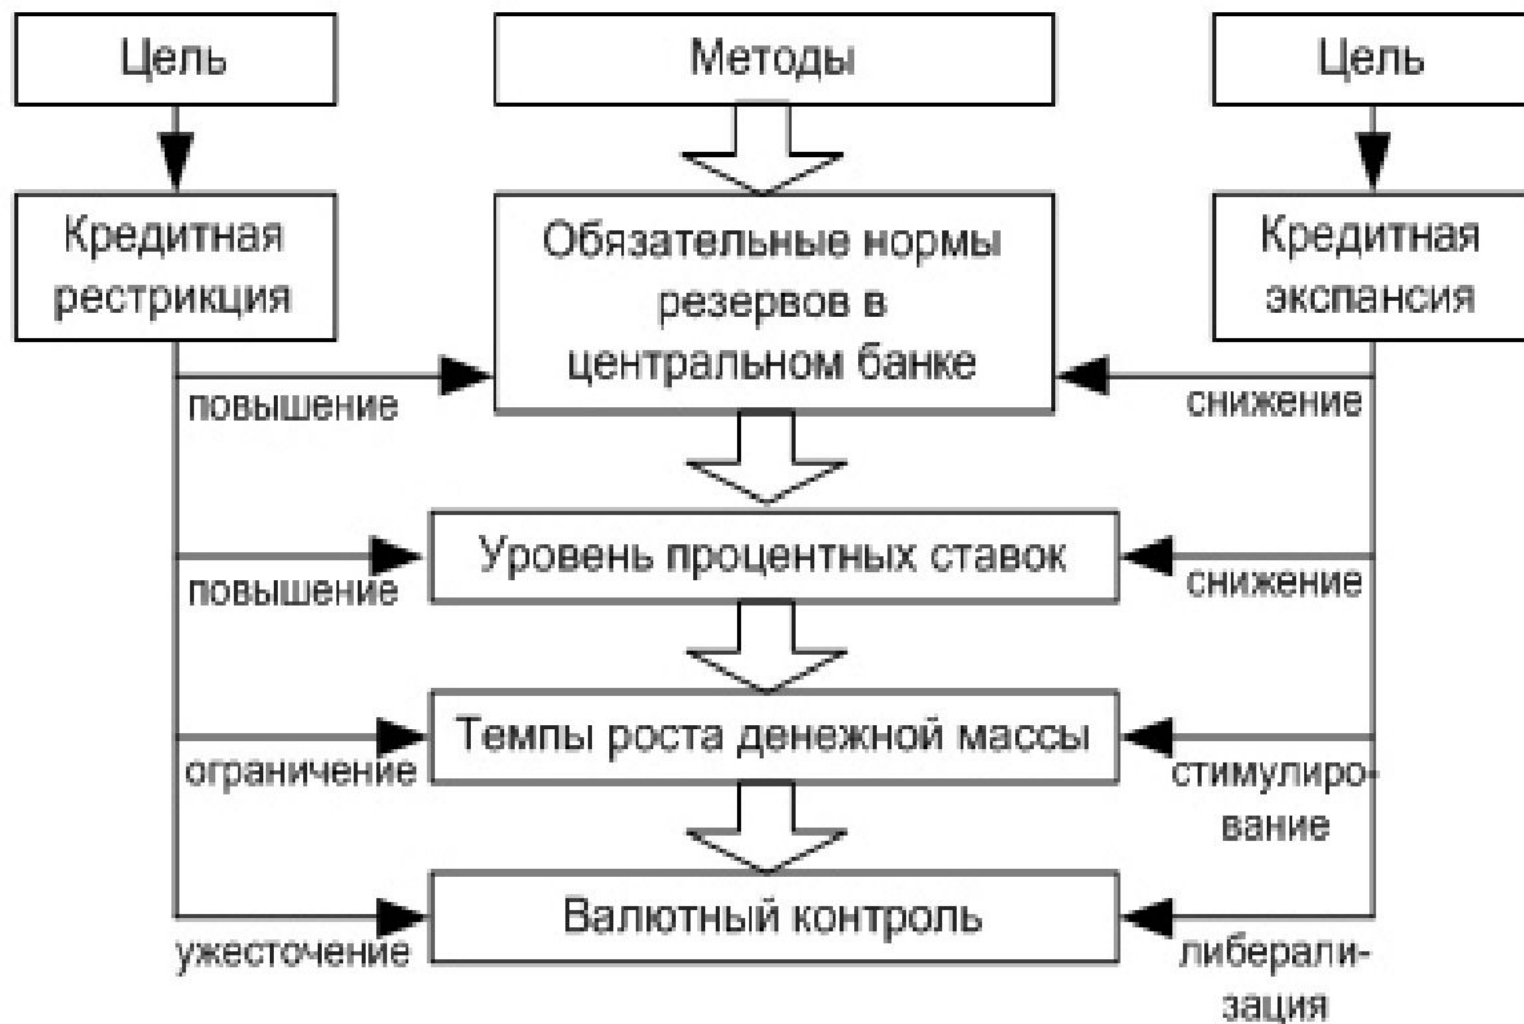 Цель
Методы
Цель
Кредитная
рестрикция
Обязательные нормы
резервов в
центральном банке
Кредитная
экспансия
повышение
снижение
Уровень процентных ставок
повышение
снижение
Темпы роста денежной массы
ограничение
стимулиро-
вание
Валютный контроль
ужесточение
либерали-
зация